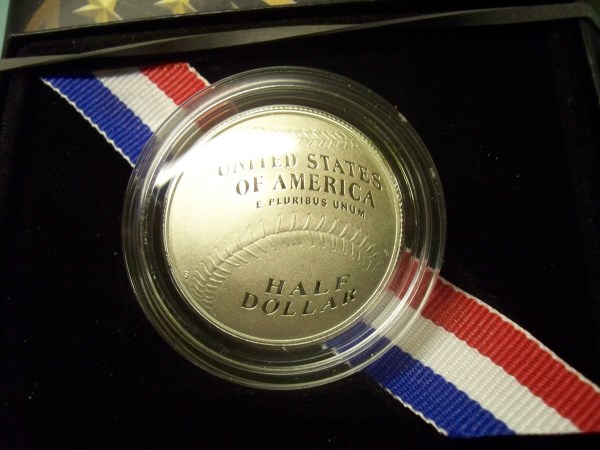 UNITED STATES
OF AMERICA
E PLURIBUS UNUM
HALF
DOLLAR
S